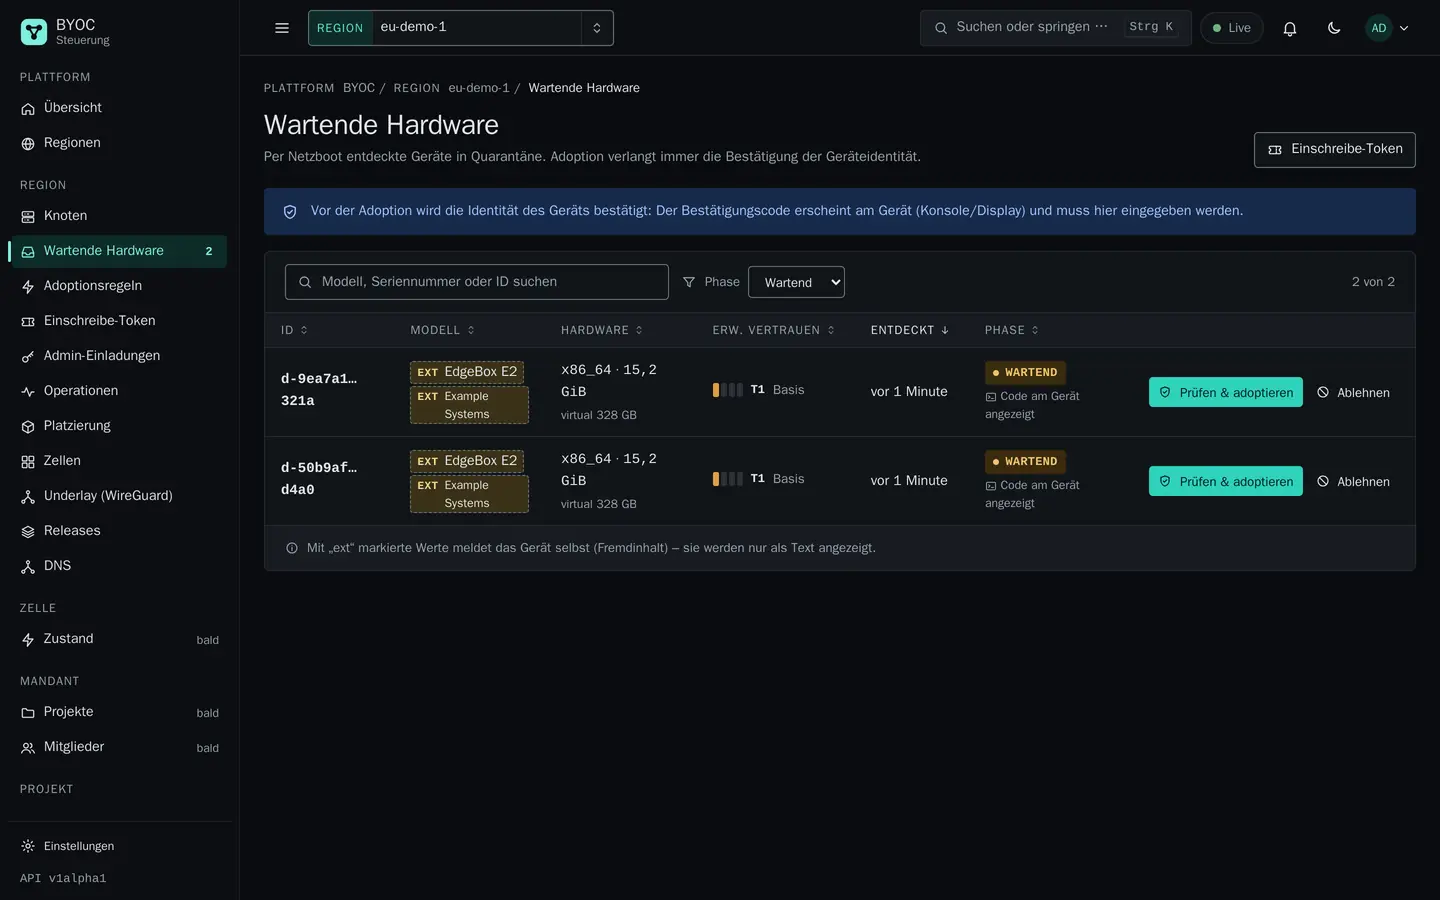 BYOC
Steuerung
PLATTFORM
Übersicht
Regionen
REGION
Knoten
Wartende Hardware 2
Adoptionsregeln
Einschreibe-Token
Admin-Einladungen
Operationen
Platzierung
Zellen
Underlay (WireGuard)
Releases
DNS
ZELLE
Zustand bald
MANDANT
Projekte bald
Mitglieder bald
PROJEKT
Einstellungen
API v1alpha1
REGION eu-demo-1
Suchen oder springen ··· Strg K
Live
AD
PLATTFORM BYOC / REGION eu-demo-1 / Wartende Hardware
Wartende Hardware
Per Netzboot entdeckte Geräte in Quarantäne. Adoption verlangt immer die Bestätigung der Geräteidentität.
Einschreibe-Token
Vor der Adoption wird die Identität des Geräts bestätigt: Der Bestätigungscode erscheint am Gerät (Konsole/Display) und muss hier eingegeben werden.
Modell, Seriennummer oder ID suchen
Phase Wartend
2 von 2
ID MODELL HARDWARE ERW. VERTRAUEN ENTDECKT ↓ PHASE
d-9ea7a1…
321a
EXT EdgeBox E2
EXT Example
Systems
x86_64 · 15,2
GiB
virtual 328 GB
T1 Basis
vor 1 Minute
WARTEND
Code am Gerät
angezeigt
Prüfen & adoptieren
Ablehnen
d-50b9af…
d4a0
EXT EdgeBox E2
EXT Example
Systems
x86_64 · 15,2
GiB
virtual 328 GB
T1 Basis
vor 1 Minute
WARTEND
Code am Gerät
angezeigt
Prüfen & adoptieren
Ablehnen
Mit „ext“ markierte Werte meldet das Gerät selbst (Fremdinhalt) – sie werden nur als Text angezeigt.